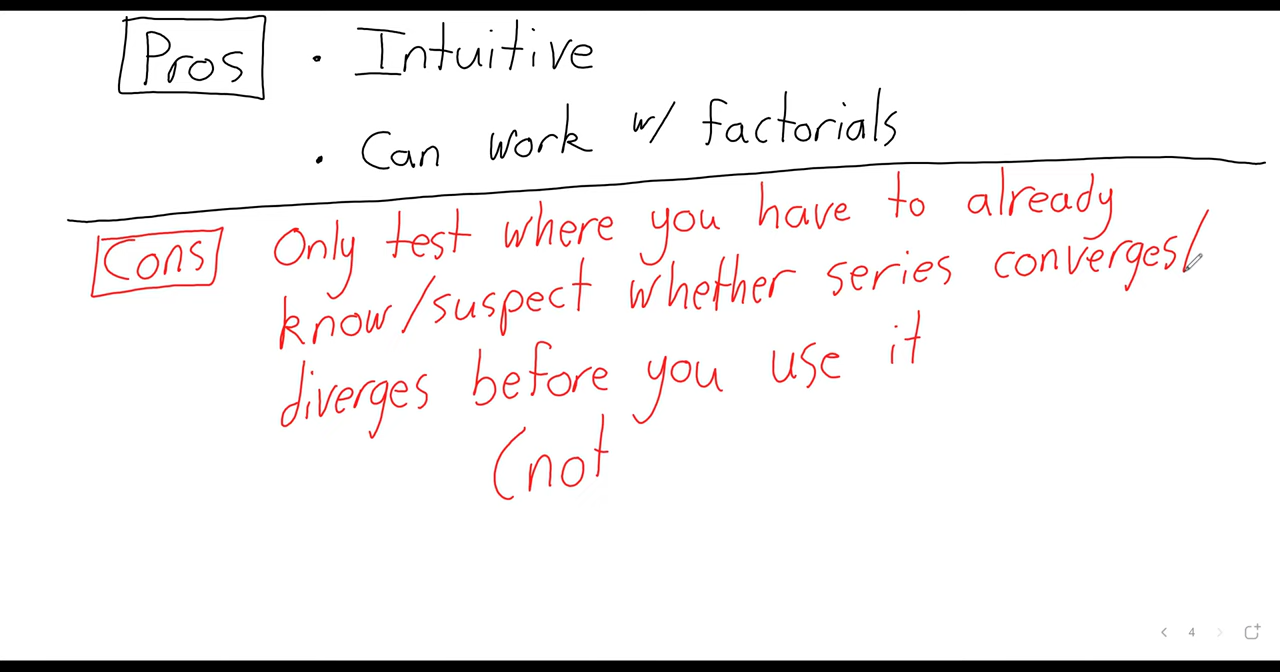 Pros · Intuitive
· Can work w/ factorials
Cons Only test where you have to already
know/suspect whether series converges/
diverges before you use it
(not
< 4 >